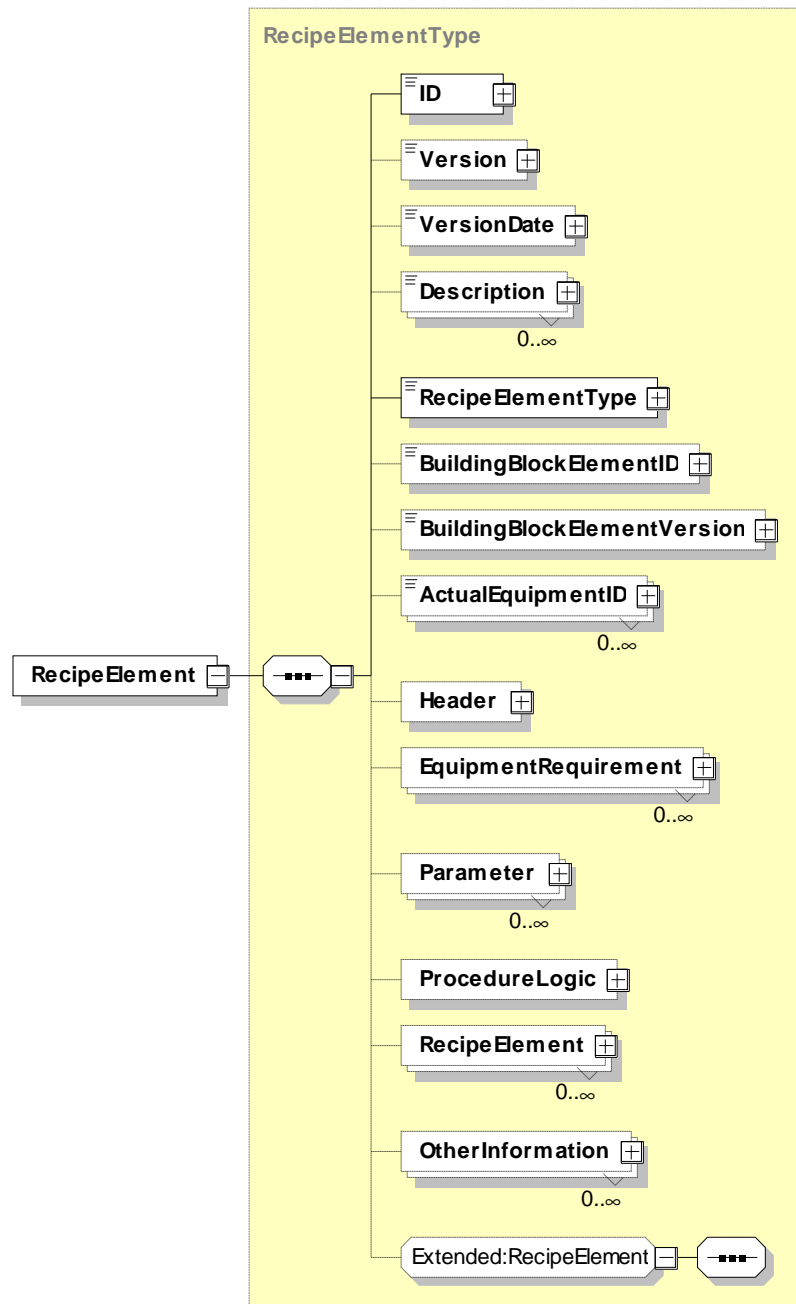 RecipeElementType
ID
Version
VersionDate
Description
0..∞
RecipeElementType
BuildingBlockElementID
BuildingBlockElementVersion
ActualEquipmentID
0..∞
RecipeElement
Header
EquipmentRequirement
0..∞
Parameter
0..∞
ProcedureLogic
RecipeElement
0..∞
OtherInformation
0..∞
Extended:RecipeElement